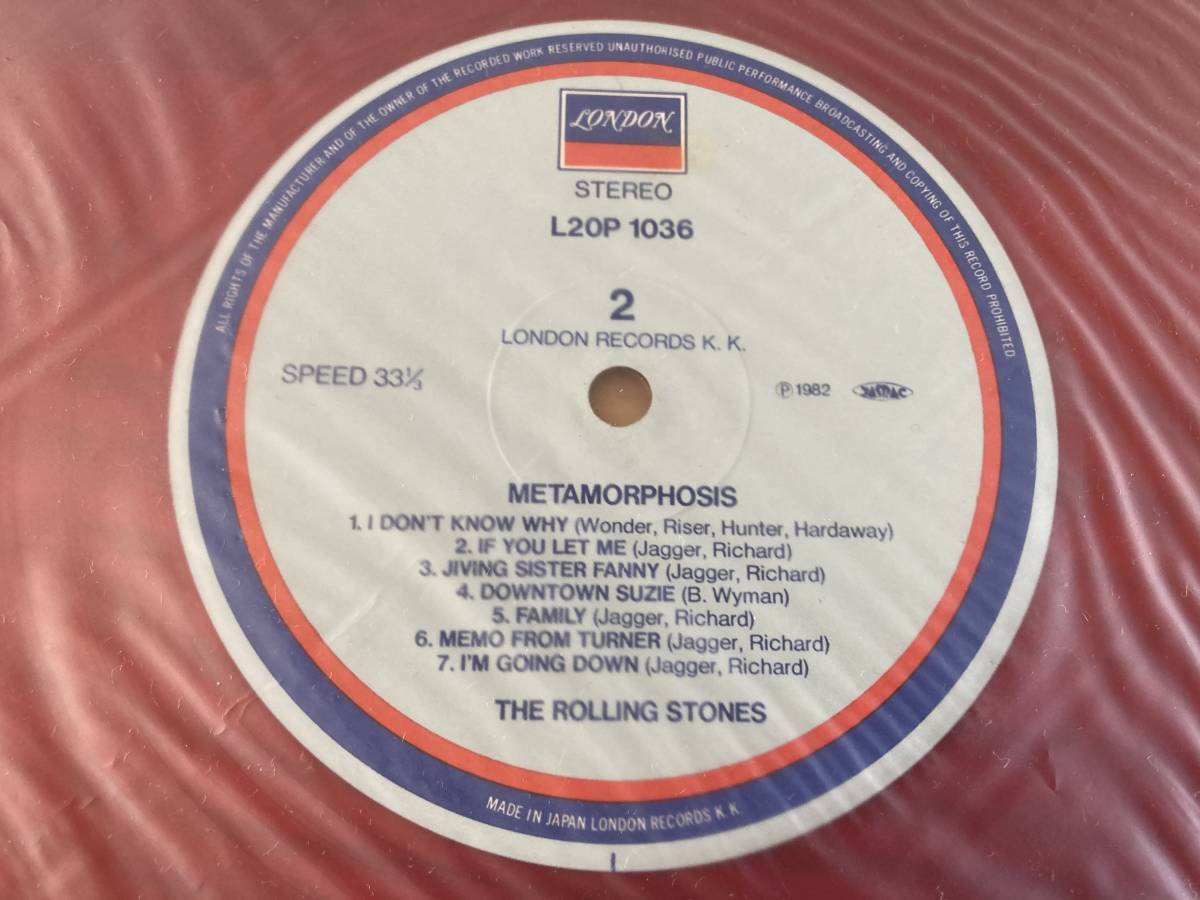 ALL RIGHTS OF THE MANUFACTURER AND OF THE OWNER OF THE RECORDED WORK RESERVED UNAUTHORISED PUBLIC PERFORMANCE BROADCASTING AND COPYING OF THIS RECORD PROHIBITED.
LONDON
STEREO
L20P 1036
2
LONDON RECORDS K. K.
SPEED 33⅓
Ⓟ 1982
JASRAC
METAMORPHOSIS
1. I DON'T KNOW WHY (Wonder, Riser, Hunter, Hardaway)
2. IF YOU LET ME (Jagger, Richard)
3. JIVING SISTER FANNY (Jagger, Richard)
4. DOWNTOWN SUZIE (B. Wyman)
5. FAMILY (Jagger, Richard)
6. MEMO FROM TURNER (Jagger, Richard)
7. I'M GOING DOWN (Jagger, Richard)
THE ROLLING STONES
MADE IN JAPAN LONDON RECORDS K K